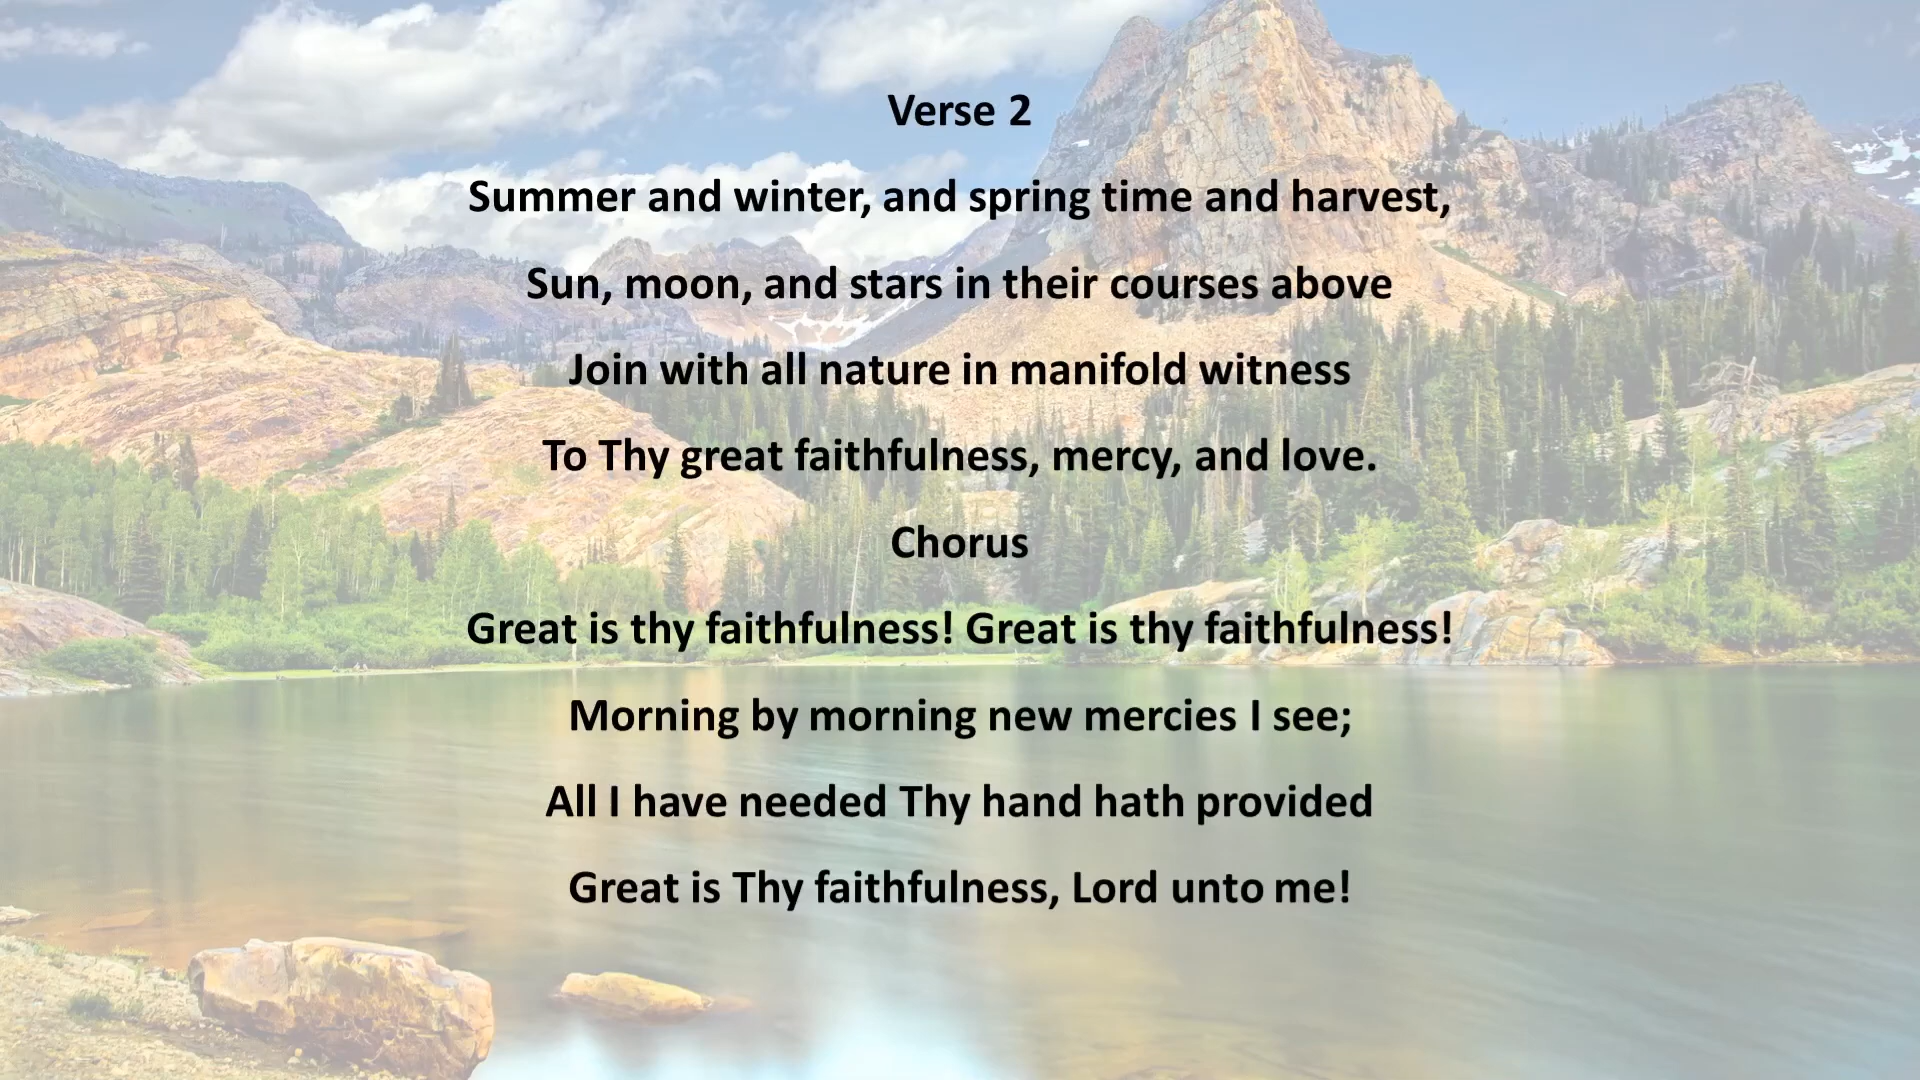 Verse 2
Summer and winter, and spring time and harvest,
Sun, moon, and stars in their courses above
Join with all nature in manifold witness
To Thy great faithfulness, mercy, and love.
Chorus
Great is thy faithfulness! Great is thy faithfulness!
Morning by morning new mercies I see;
All I have needed Thy hand hath provided
Great is Thy faithfulness, Lord unto me!